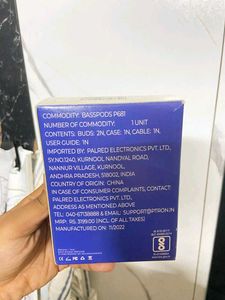 COMMODITY: BASSPODS P681
NUMBER OF COMMODITY: 1 UNIT
CONTENTS: BUDS: 2N, CASE: 1N, CABLE: 1N,
USER GUIDE: 1N
IMPORTED BY: PALRED ELECTRONICS PVT. LTD.,
SY.NO.1240, KURNOOL NANDYAL ROAD,
NANNUR VILLAGE, KURNOOL,
ANDHRA PRADESH, 518002, INDIA
COUNTRY OF ORIGIN: CHINA
IN CASE OF CONSUMER COMPLAINTS, CONTACT:
PALRED ELECTRONICS PVT. LTD.,
ADDRESS AS MENTIONED ABOVE
TEL: 040-67138888 & EMAIL: SUPPORT@PTRON.IN
MRP: RS. 3199.00 (INCL. OF ALL TAXES)
MANUFACTURED ON: 11/2022